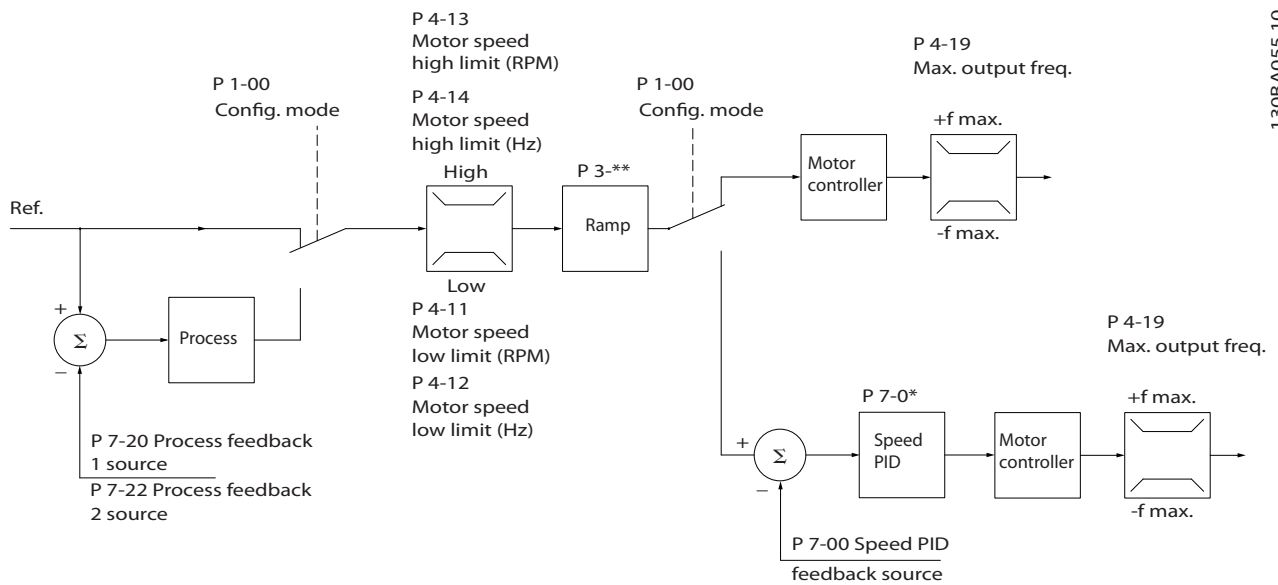 P 4-13
Motor speed
high limit (RPM)
P 4-14
Motor speed
high limit (Hz)
High
P 1-00
Config. mode
P 3-**
Ramp
P 1-00
Config. mode
Motor
controller
P 4-19
Max. output freq.
+f max.
-f max.
130BA055.10
Ref.
+
Σ
−
Process
Low
P 4-11
Motor speed
low limit (RPM)
P 4-12
Motor speed
low limit (Hz)
P 7-20 Process feedback
1 source
P 7-22 Process feedback
2 source
+
Σ
−
P 7-0*
Speed
PID
Motor
controller
P 4-19
Max. output freq.
+f max.
-f max.
P 7-00 Speed PID
feedback source